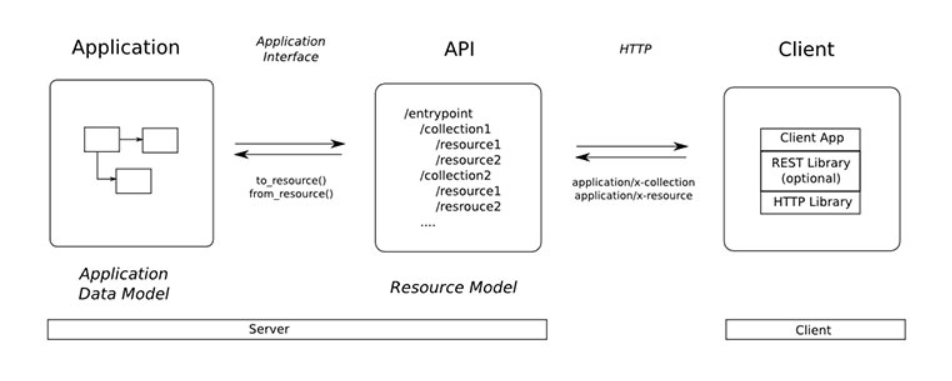 Application
Application
Interface
API
HTTP
Client
/entrypoint
/collection1
/resource1
/resource2
/collection2
/resource1
/resrouce2
....
to_resource()
from_resource()
application/x-collection
application/x-resource
Client App
REST Library
(optional)
HTTP Library
Application
Data Model
Resource Model
Server
Client